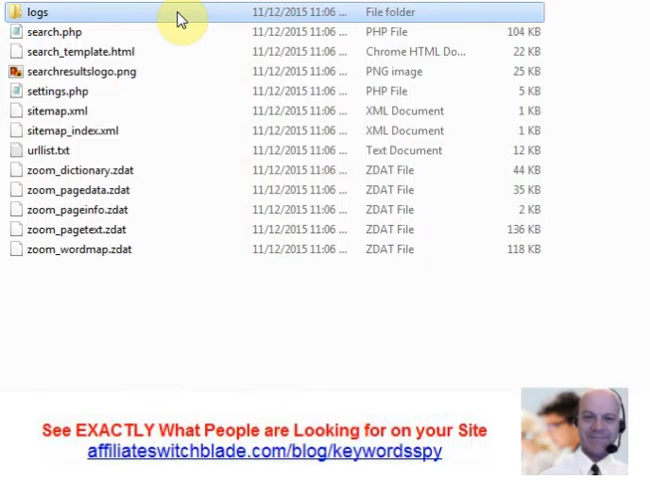 logs 11/12/2015 11:06 ... File folder
search.php 11/12/2015 11:06 ... PHP File 104 KB
search_template.html 11/12/2015 11:06 ... Chrome HTML Do... 22 KB
searchresultslogo.png 11/12/2015 11:06 ... PNG image 25 KB
settings.php 11/12/2015 11:06 ... PHP File 5 KB
sitemap.xml 11/12/2015 11:06 ... XML Document 1 KB
sitemap_index.xml 11/12/2015 11:06 ... XML Document 1 KB
urllist.txt 11/12/2015 11:06 ... Text Document 12 KB
zoom_dictionary.zdat 11/12/2015 11:06 ... ZDAT File 44 KB
zoom_pagedata.zdat 11/12/2015 11:06 ... ZDAT File 35 KB
zoom_pageinfo.zdat 11/12/2015 11:06 ... ZDAT File 2 KB
zoom_pagetext.zdat 11/12/2015 11:06 ... ZDAT File 136 KB
zoom_wordmap.zdat 11/12/2015 11:06 ... ZDAT File 118 KB
See EXACTLY What People are Looking for on your Site
affiliateswitchblade.com/blog/keywordsspy